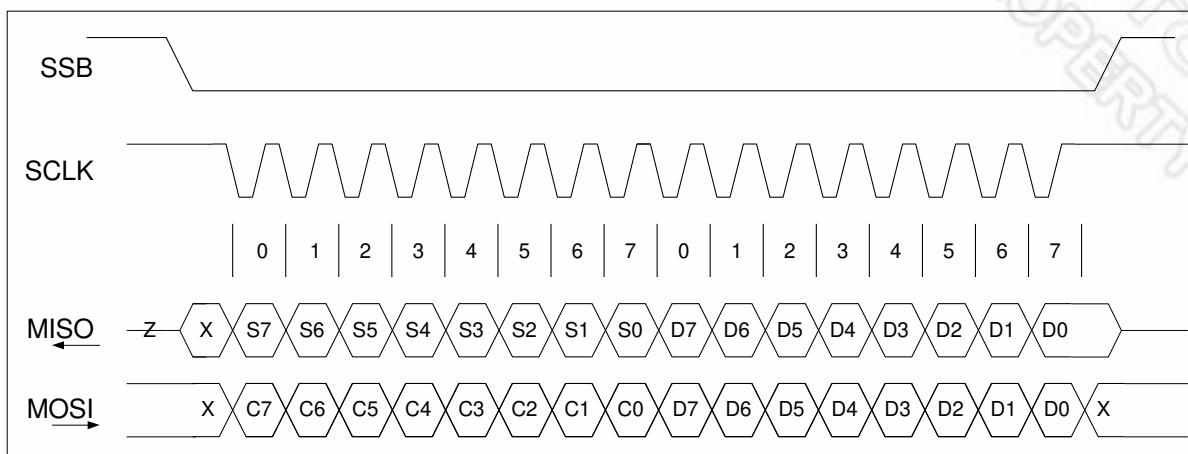 SSB
SCLK
0 1 2 3 4 5 6 7 0 1 2 3 4 5 6 7
MISO Z X S7 S6 S5 S4 S3 S2 S1 S0 D7 D6 D5 D4 D3 D2 D1 D0
MOSI X C7 C6 C5 C4 C3 C2 C1 C0 D7 D6 D5 D4 D3 D2 D1 D0 X
PROPERTY